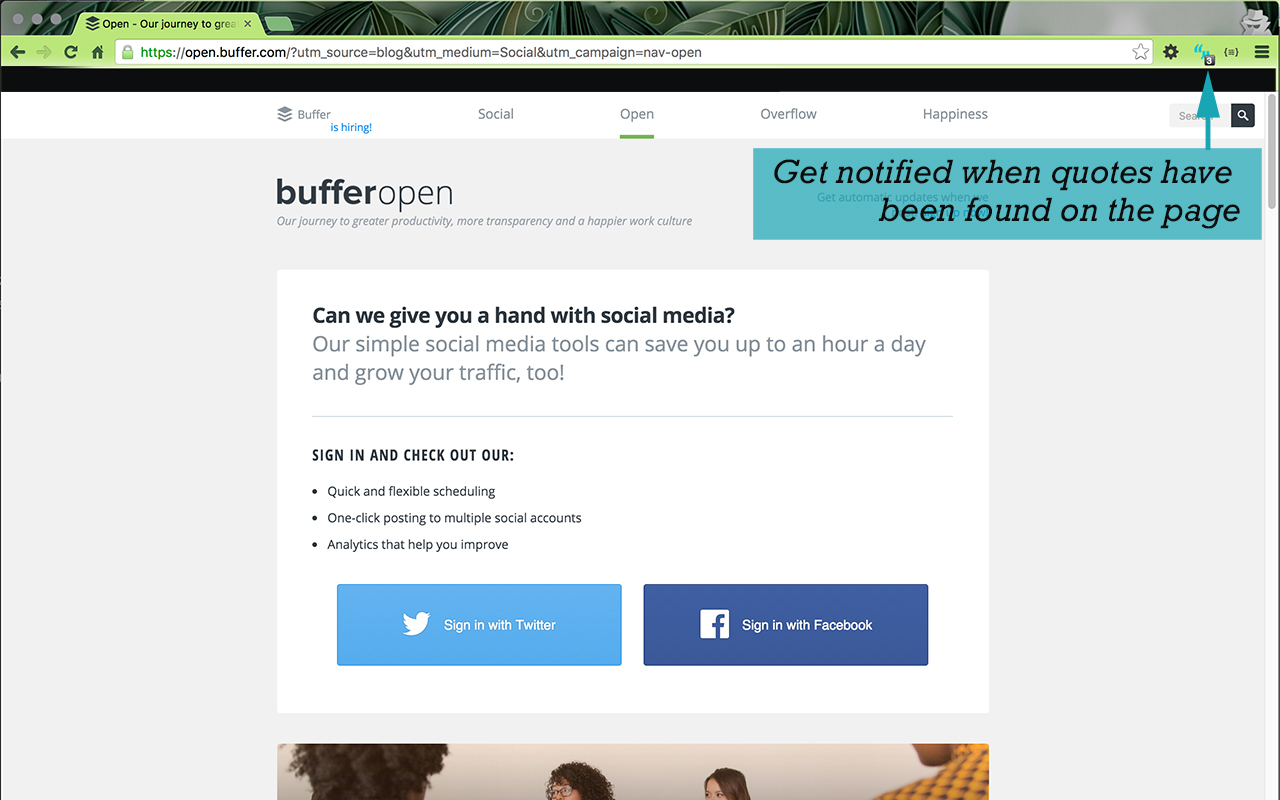 Open - Our journey to grea
https://open.buffer.com/?utm_source=blog&utm_medium=Social&utm_campaign=nav-open
3
Buffer
is hiring!
Social
Open
Overflow
Happiness
Get notified when quotes have
been found on the page
Get automatic updates when we
bufferopen
Our journey to greater productivity, more transparency and a happier work culture
Can we give you a hand with social media?
Our simple social media tools can save you up to an hour a day
and grow your traffic, too!
SIGN IN AND CHECK OUT OUR:
• Quick and flexible scheduling
• One-click posting to multiple social accounts
• Analytics that help you improve
Sign in with Twitter
Sign in with Facebook